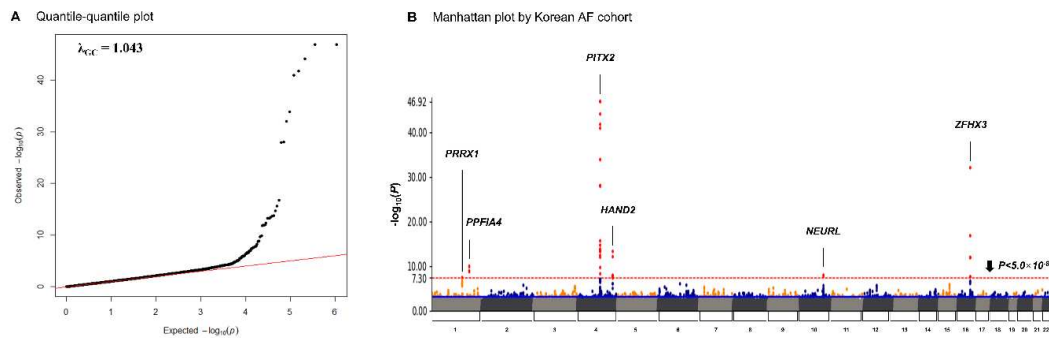 A Quantile-quantile plot
λGC = 1.043
Observed −log10(p)
40
30
20
10
0
0 1 2 3 4 5 6
Expected −log10(p)
B Manhattan plot by Korean AF cohort
-log10(P)
46.92
40.00
30.00
20.00
10.00
7.30
0.00
PITX2
ZFHX3
PRRX1
PPFIA4
HAND2
NEURL
P<5.0×10-8
1 2 3 4 5 6 7 8 9 10 11 12 13 14 15 16 17 18 19 20 21 22